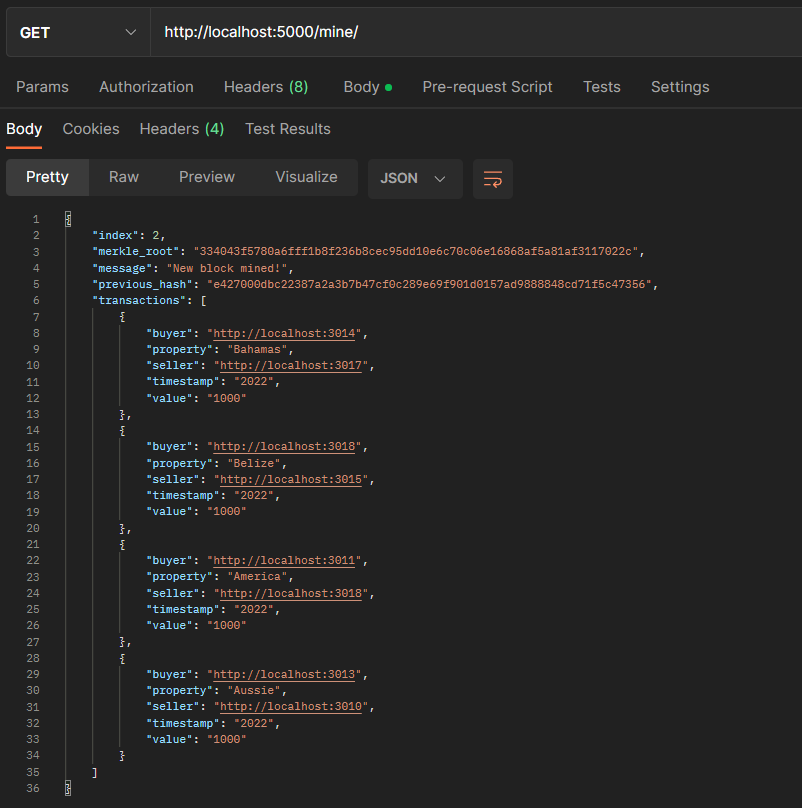 GET http://localhost:5000/mine/
Params Authorization Headers (8) Body Pre-request Script Tests Settings
Body Cookies Headers (4) Test Results
Pretty Raw Preview Visualize JSON
1 {
2 "index": 2,
3 "merkle_root": "334043f5780a6fff1b8f236b8cec95dd10e6c70c06e16868af5a81af3117022c",
4 "message": "New block mined!",
5 "previous_hash": "e427000dbc22387a2a3b7b47cf0c289e69f901d0157ad9888848cd71f5c47356",
6 "transactions": [
7 {
8 "buyer": "http://localhost:3014",
9 "property": "Bahamas",
10 "seller": "http://localhost:3017",
11 "timestamp": "2022",
12 "value": "1000"
13 },
14 {
15 "buyer": "http://localhost:3018",
16 "property": "Belize",
17 "seller": "http://localhost:3015",
18 "timestamp": "2022",
19 "value": "1000"
20 },
21 {
22 "buyer": "http://localhost:3011",
23 "property": "America",
24 "seller": "http://localhost:3018",
25 "timestamp": "2022",
26 "value": "1000"
27 },
28 {
29 "buyer": "http://localhost:3013",
30 "property": "Aussie",
31 "seller": "http://localhost:3010",
32 "timestamp": "2022",
33 "value": "1000"
34 }
35 ]
36 }